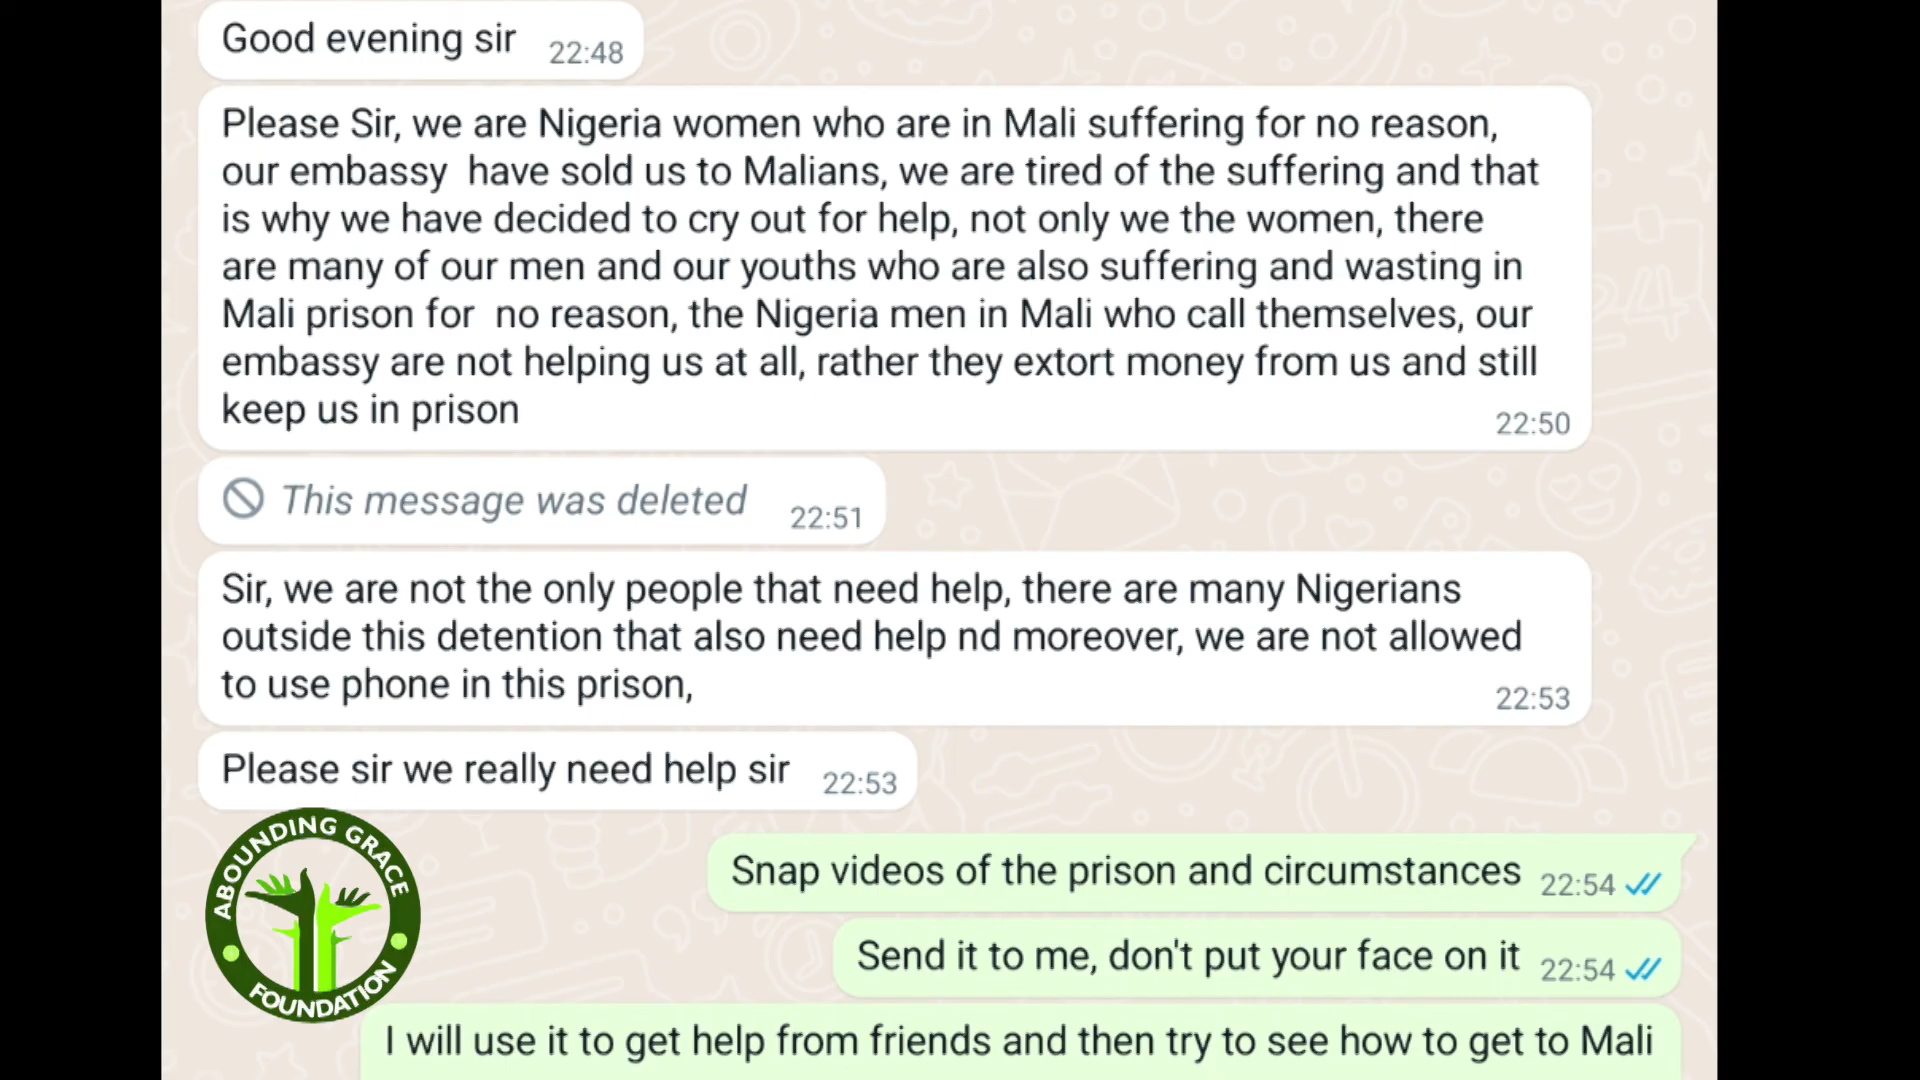 Good evening sir 22:48
Please Sir, we are Nigeria women who are in Mali suffering for no reason,
our embassy have sold us to Malians, we are tired of the suffering and that
is why we have decided to cry out for help, not only we the women, there
are many of our men and our youths who are also suffering and wasting in
Mali prison for no reason, the Nigeria men in Mali who call themselves, our
embassy are not helping us at all, rather they extort money from us and still
keep us in prison 22:50
This message was deleted 22:51
Sir, we are not the only people that need help, there are many Nigerians
outside this detention that also need help nd moreover, we are not allowed
to use phone in this prison, 22:53
Please sir we really need help sir 22:53
Snap videos of the prison and circumstances 22:54
Send it to me, don't put your face on it 22:54
I will use it to get help from friends and then try to see how to get to Mali
ABOUNDING GRACE
FOUNDATION